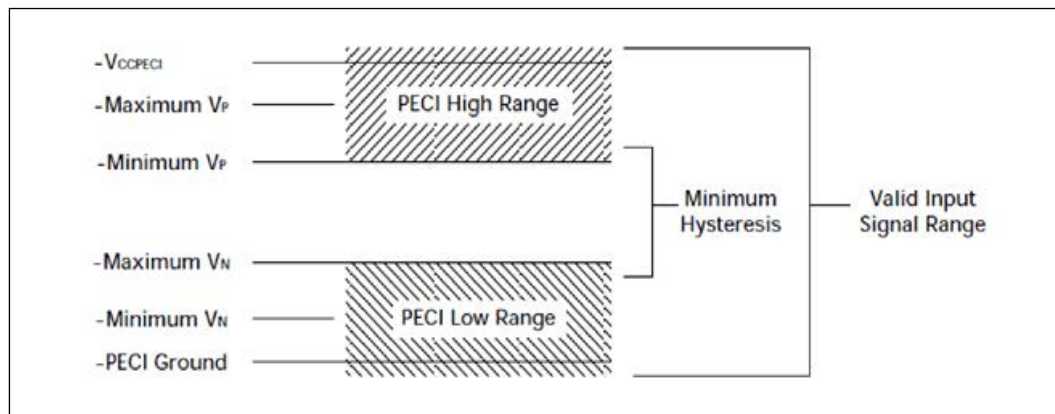 -VCCPECI
-Maximum VP
PECI High Range
-Minimum VP
Minimum
Hysteresis
Valid Input
Signal Range
-Maximum VN
-Minimum VN
PECI Low Range
-PECI Ground